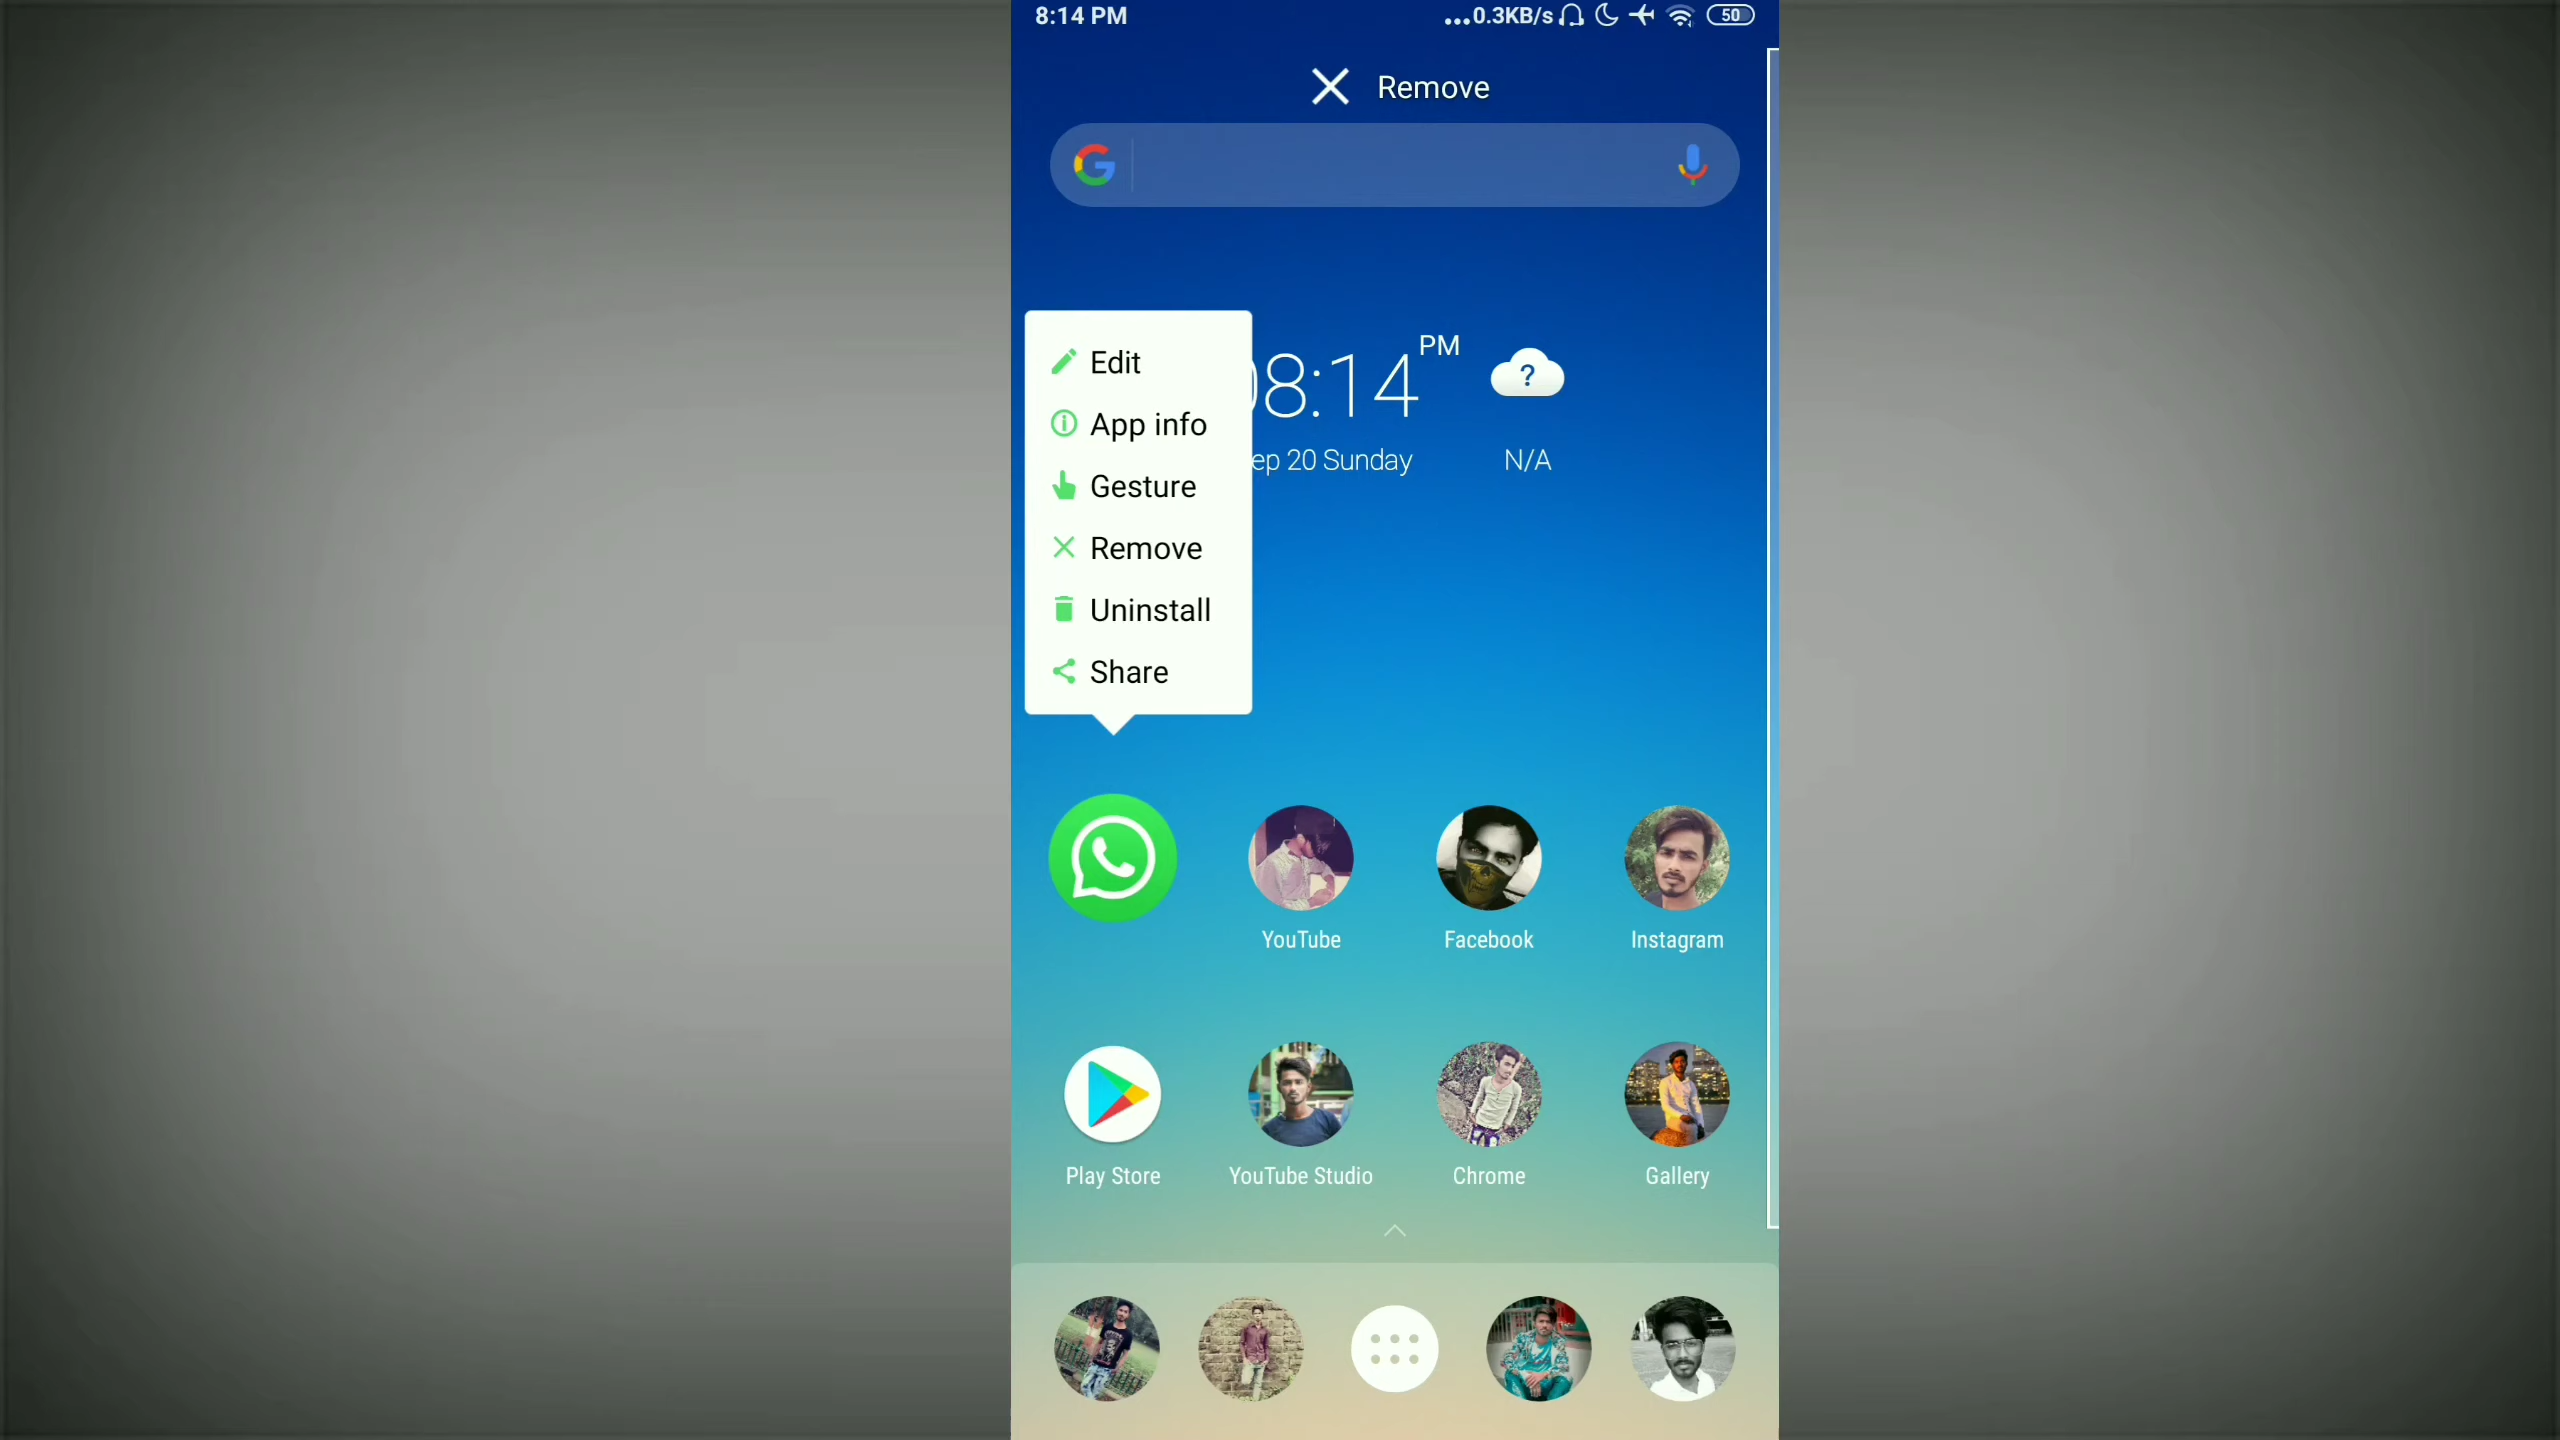 8:14 PM
...0.3KB/s
50
Remove
Edit
App info
Gesture
Remove
Uninstall
Share
08:14 PM
ep 20 Sunday
?
N/A
YouTube
Facebook
Instagram
Play Store
YouTube Studio
Chrome
Gallery